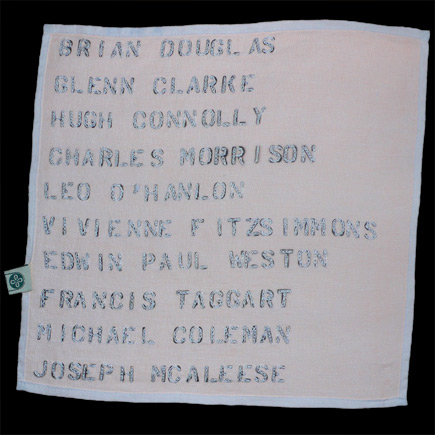 BRIAN DOUGLAS
GLENN CLARKE
HUGH CONNOLLY
CHARLES MORRISON
LEO O'HANLON
VIVIENNE FITZSIMMONS
EDWIN PAUL WESTON
FRANCIS TAGGART
MICHAEL COLEMAN
JOSEPH MCALEESE